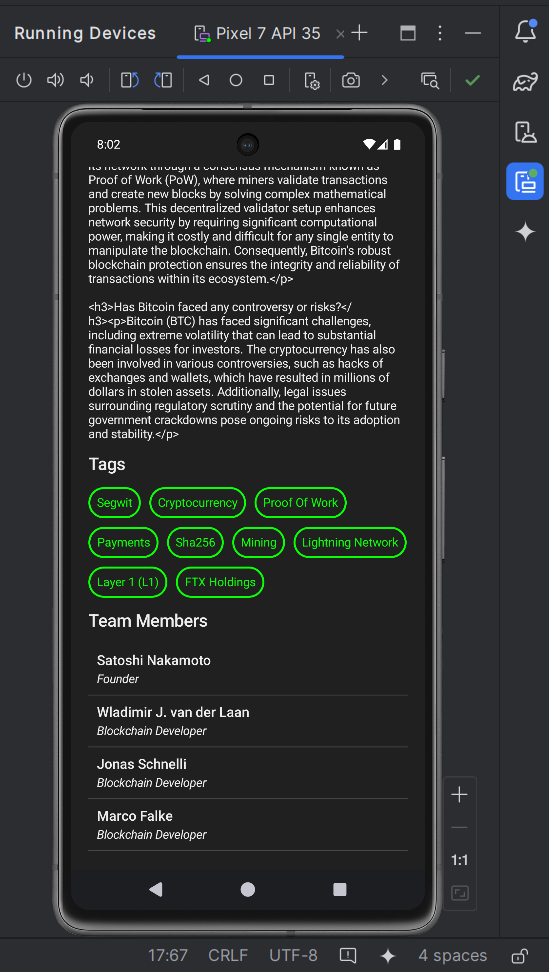 Running Devices
Pixel 7 API 35
8:02
its network through a consensus mechanism known as
Proof of Work (PoW), where miners validate transactions
and create new blocks by solving complex mathematical
problems. This decentralized validator setup enhances
network security by requiring significant computational
power, making it costly and difficult for any single entity to
manipulate the blockchain. Consequently, Bitcoin's robust
blockchain protection ensures the integrity and reliability of
transactions within its ecosystem.</p>
<h3>Has Bitcoin faced any controversy or risks?</
h3><p>Bitcoin (BTC) has faced significant challenges,
including extreme volatility that can lead to substantial
financial losses for investors. The cryptocurrency has also
been involved in various controversies, such as hacks of
exchanges and wallets, which have resulted in millions of
dollars in stolen assets. Additionally, legal issues
surrounding regulatory scrutiny and the potential for future
government crackdowns pose ongoing risks to its adoption
and stability.</p>
Tags
Segwit Cryptocurrency Proof Of Work
Payments Sha256 Mining Lightning Network
Layer 1 (L1) FTX Holdings
Team Members
Satoshi Nakamoto
Founder
Wladimir J. van der Laan
Blockchain Developer
Jonas Schnelli
Blockchain Developer
Marco Falke
Blockchain Developer
1:1
17:67 CRLF UTF-8 4 spaces